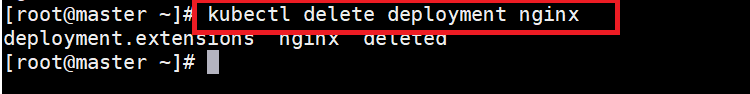 [root@master ~]# kubectl delete deployment nginx
deployment.extensions "nginx" deleted
[root@master ~]#